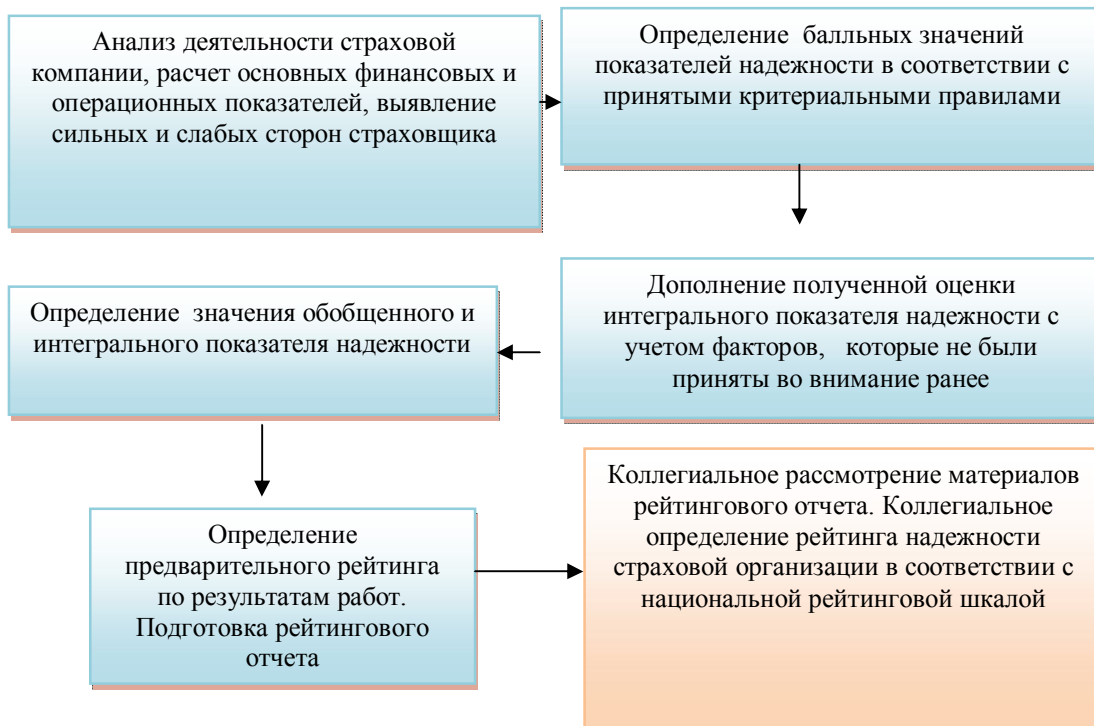 Анализ деятельности страховой
компании, расчет основных финансовых и
операционных показателей, выявление
сильных и слабых сторон страховщика
Определение балльных значений
показателей надежности в соответствии с
принятыми критериальными правилами
Дополнение полученной оценки
интегрального показателя надежности с
учетом факторов, которые не были
приняты во внимание ранее
Определение значения обобщенного и
интегрального показателя надежности
Определение
предварительного рейтинга
по результатам работ.
Подготовка рейтингового
отчета
Коллегиальное рассмотрение материалов
рейтингового отчета. Коллегиальное
определение рейтинга надежности
страховой организации в соответствии с
национальной рейтинговой шкалой